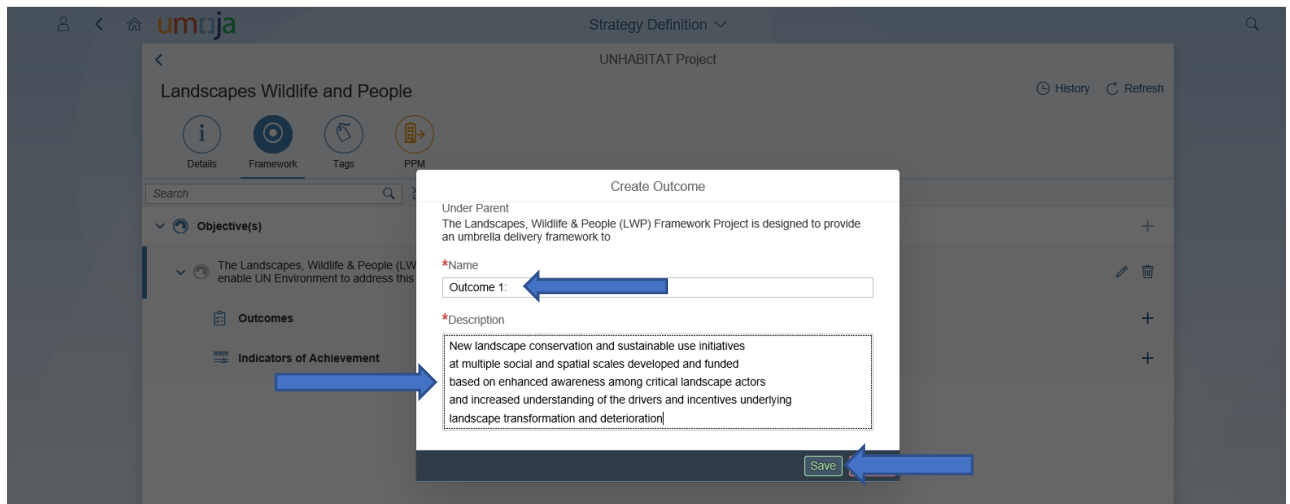 umoja
Strategy Definition
UNHABITAT Project
Landscapes Wildlife and People
History Refresh
Details Framework Tags PPM
Search
Create Outcome
Under Parent
The Landscapes, Wildlife & People (LWP) Framework Project is designed to provide
an umbrella delivery framework to
Objective(s)
The Landscapes, Wildlife & People (LW
enable UN Environment to address this
*Name
Outcome 1:
Outcomes
*Description
New landscape conservation and sustainable use initiatives
at multiple social and spatial scales developed and funded
based on enhanced awareness among critical landscape actors
and increased understanding of the drivers and incentives underlying
landscape transformation and deterioration
Indicators of Achievement
Save